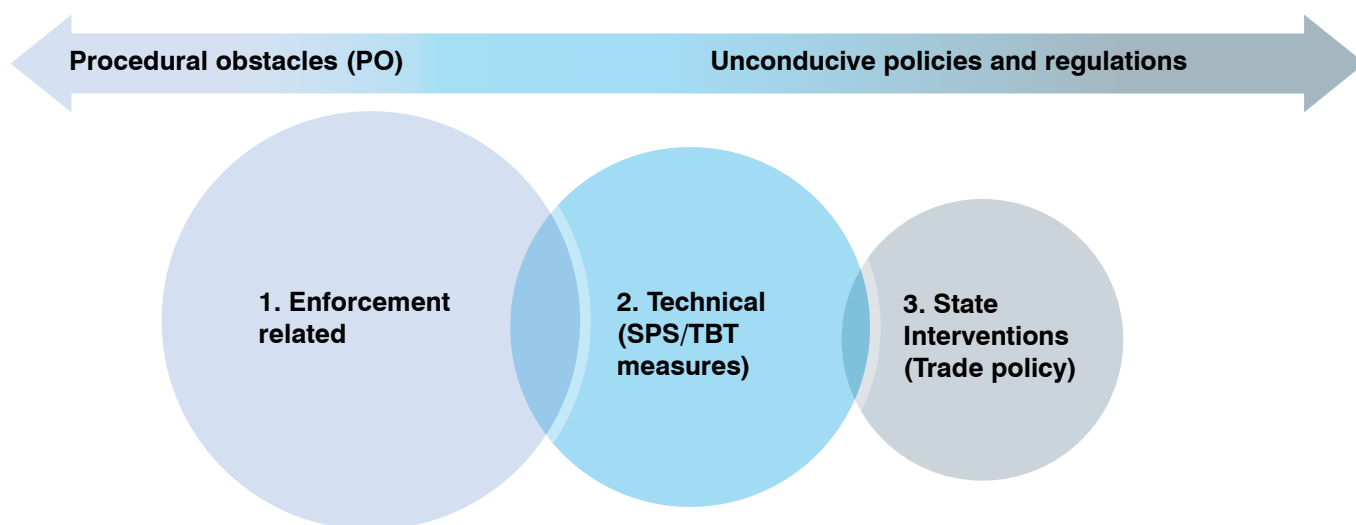 Procedural obstacles (PO)
Unconducive policies and regulations
1. Enforcement
related
2. Technical
(SPS/TBT
measures)
3. State
Interventions
(Trade policy)